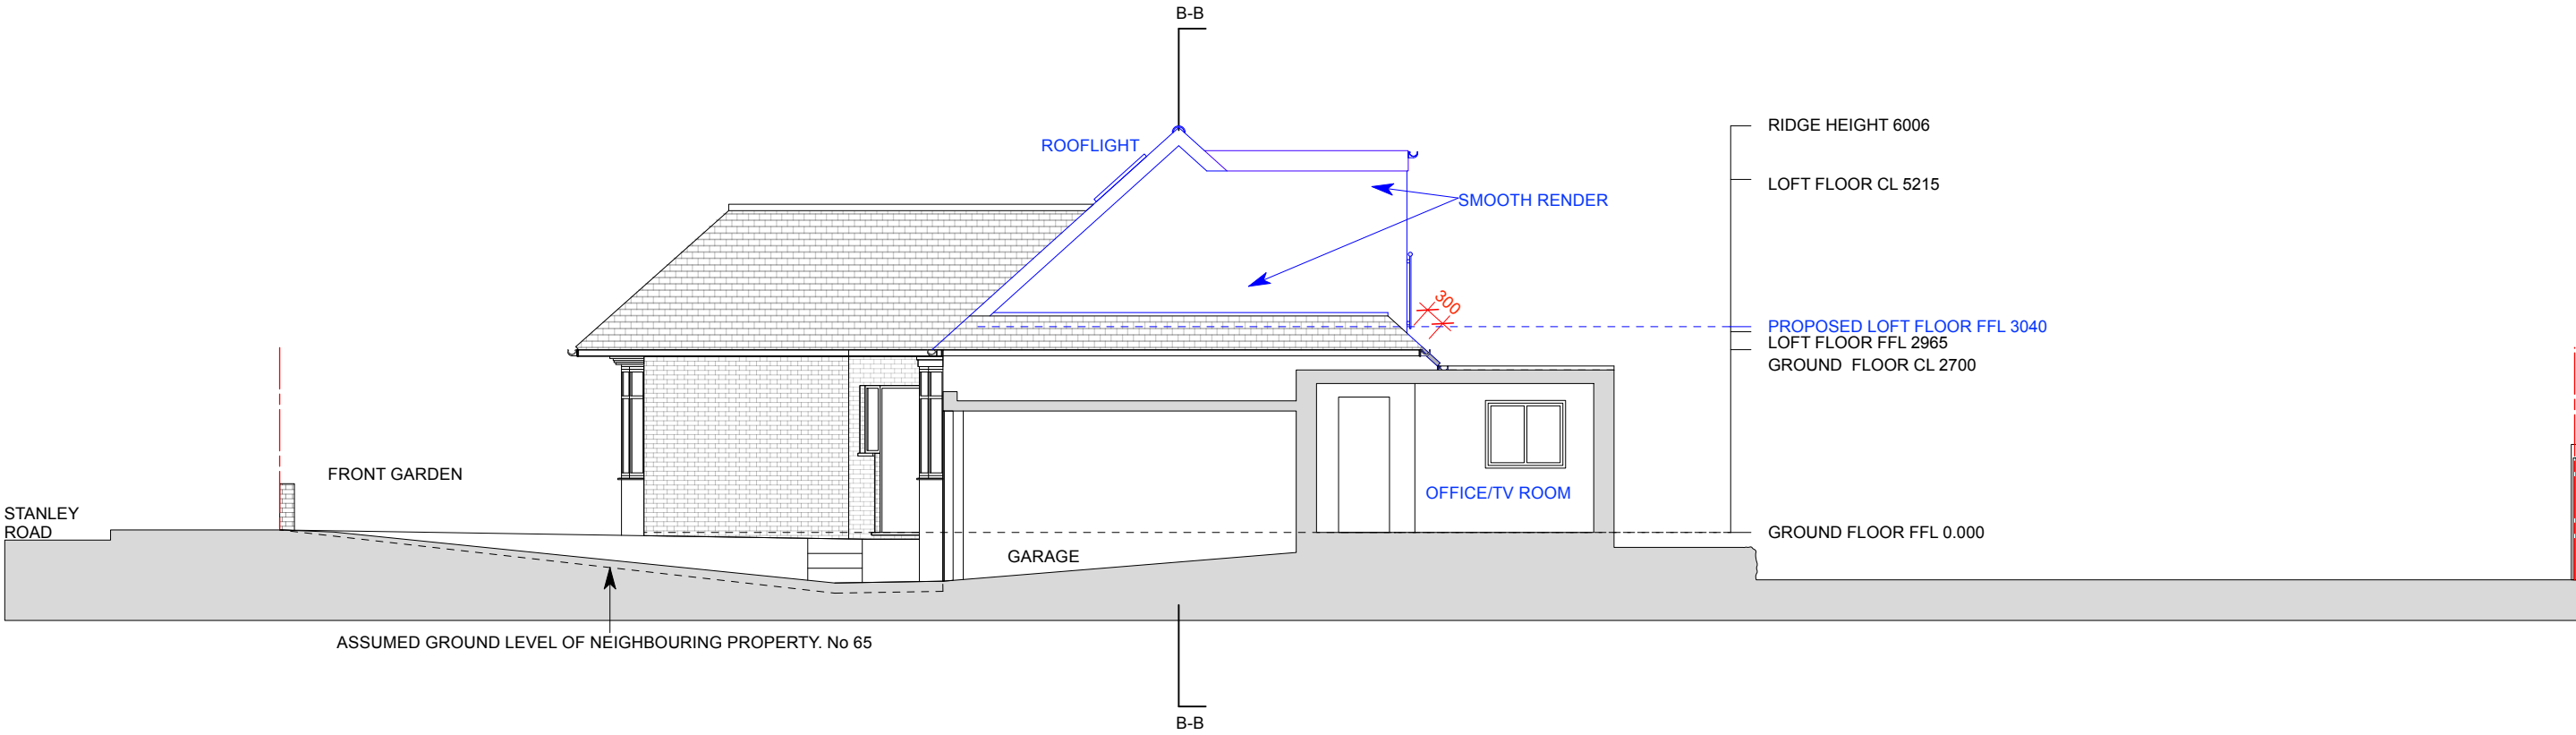 B-B
RIDGE HEIGHT 6006
ROOFLIGHT
LOFT FLOOR CL 5215
SMOOTH RENDER
300
PROPOSED LOFT FLOOR FFL 3040
LOFT FLOOR FFL 2965
GROUND FLOOR CL 2700
FRONT GARDEN
OFFICE/TV ROOM
STANLEY
ROAD
GROUND FLOOR FFL 0.000
GARAGE
ASSUMED GROUND LEVEL OF NEIGHBOURING PROPERTY. No 65
B-B